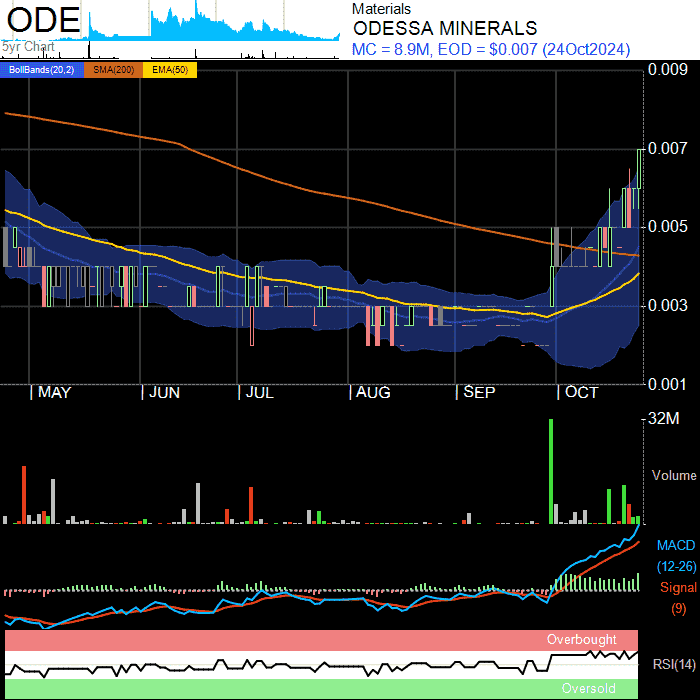 ODE
5yr Chart
Materials
ODESSA MINERALS
MC = 8.9M, EOD = $0.007 (24Oct2024)
BollBands(20,2) SMA(200) EMA(50)
0.009
0.007
0.005
0.003
0.001
MAY JUN JUL AUG SEP OCT
32M
Volume
MACD
(12-26)
Signal
(9)
Overbought
RSI(14)
Oversold